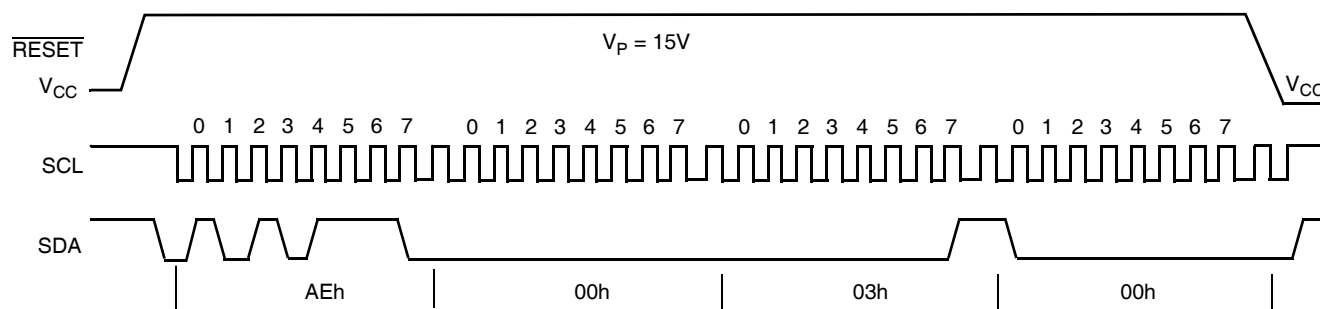 RESET
V_P = 15V
V_CC
V_CC
0 1 2 3 4 5 6 7 0 1 2 3 4 5 6 7 0 1 2 3 4 5 6 7 0 1 2 3 4 5 6 7
SCL
SDA
AEh 00h 03h 00h